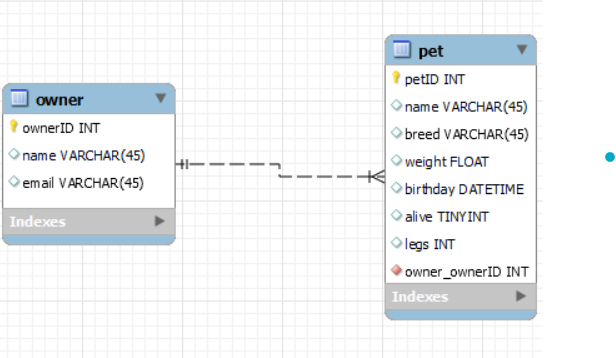 owner
ownerID INT
name VARCHAR(45)
email VARCHAR(45)
Indexes
pet
petID INT
name VARCHAR(45)
breed VARCHAR(45)
weight FLOAT
birthday DATETIME
alive TINYINT
legs INT
owner_ownerID INT
Indexes